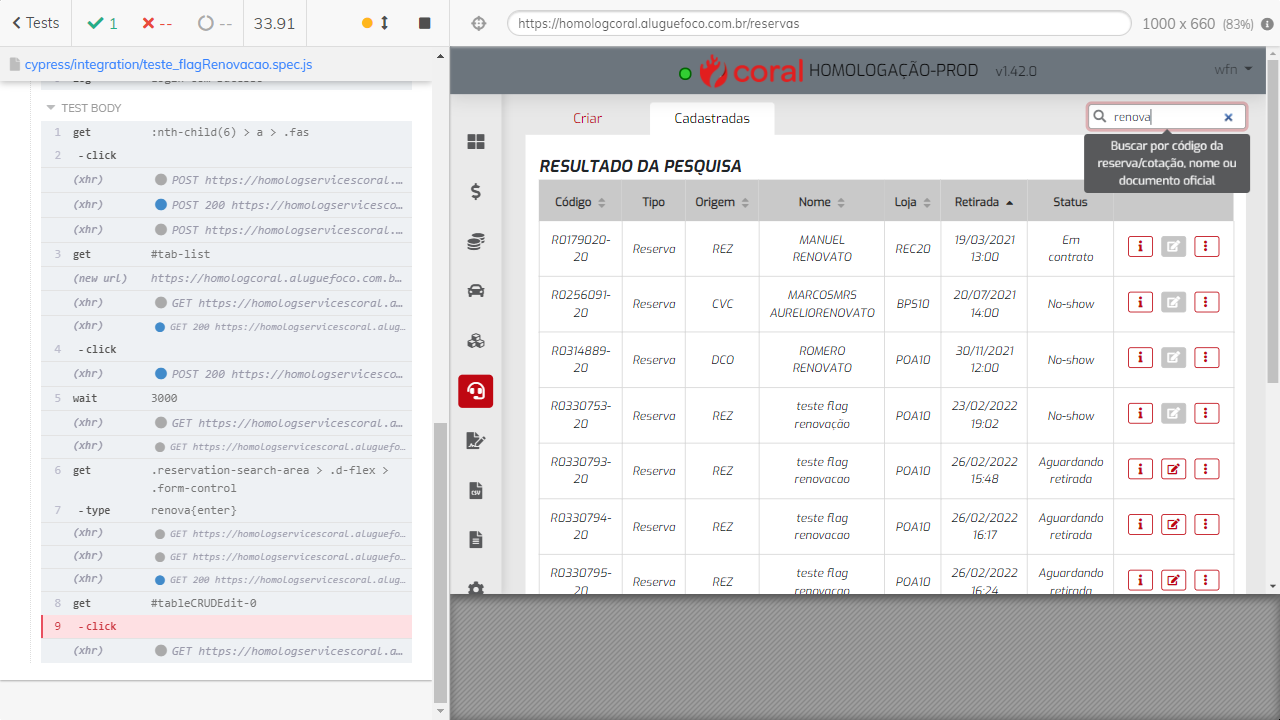 Tests
1
--
--
33.91
https://homologcoral.aluguefoco.com.br/reservas
1000 x 660 (83%)
cypress/integration/teste_flagRenovacao.spec.js
TEST BODY
1 get :nth-child(6) > a > .fas
2 -click
(xhr) POST https://homologservicescoral.…
(xhr) POST 200 https://homologservicesco…
(xhr) POST https://homologservicescoral.…
3 get #tab-list
(new url) https://homologcoral.aluguefoco.com.b…
(xhr) GET https://homologservicescoral.a…
(xhr) GET 200 https://homologservicescoral.alug…
4 -click
(xhr) POST 200 https://homologservicesco…
5 wait 3000
(xhr) GET https://homologservicescoral.a…
(xhr) GET https://homologservicescoral.aluguefo…
6 get .reservation-search-area > .d-flex >
.form-control
7 -type renova{enter}
(xhr) GET https://homologservicescoral.aluguefo…
(xhr) GET https://homologservicescoral.aluguefo…
(xhr) GET 200 https://homologservicescoral.alug…
8 get #tableCRUDEdit-0
9 -click
(xhr) GET https://homologservicescoral.a…
coral HOMOLOGAÇÃO-PROD v1.42.0
wfn
Criar
Cadastradas
renova
Buscar por código da
reserva/cotação, nome ou
documento oficial
RESULTADO DA PESQUISA
Código Tipo Origem Nome Loja Retirada Status
R0179020-20 Reserva REZ MANUEL RENOVATO REC20 19/03/2021 13:00 Em contrato
R0256091-20 Reserva CVC MARCOSMRS AURELIORENOVATO BPS10 20/07/2021 14:00 No-show
R0314889-20 Reserva DCO ROMERO RENOVATO POA10 30/11/2021 12:00 No-show
R0330753-20 Reserva REZ teste flag renovação POA10 23/02/2022 19:02 No-show
R0330793-20 Reserva REZ teste flag renovacao POA10 26/02/2022 15:48 Aguardando retirada
R0330794-20 Reserva REZ teste flag renovacao POA10 26/02/2022 16:17 Aguardando retirada
R0330795-20 Reserva REZ teste flag renovacao POA10 26/02/2022 16:24 Aguardando retirada